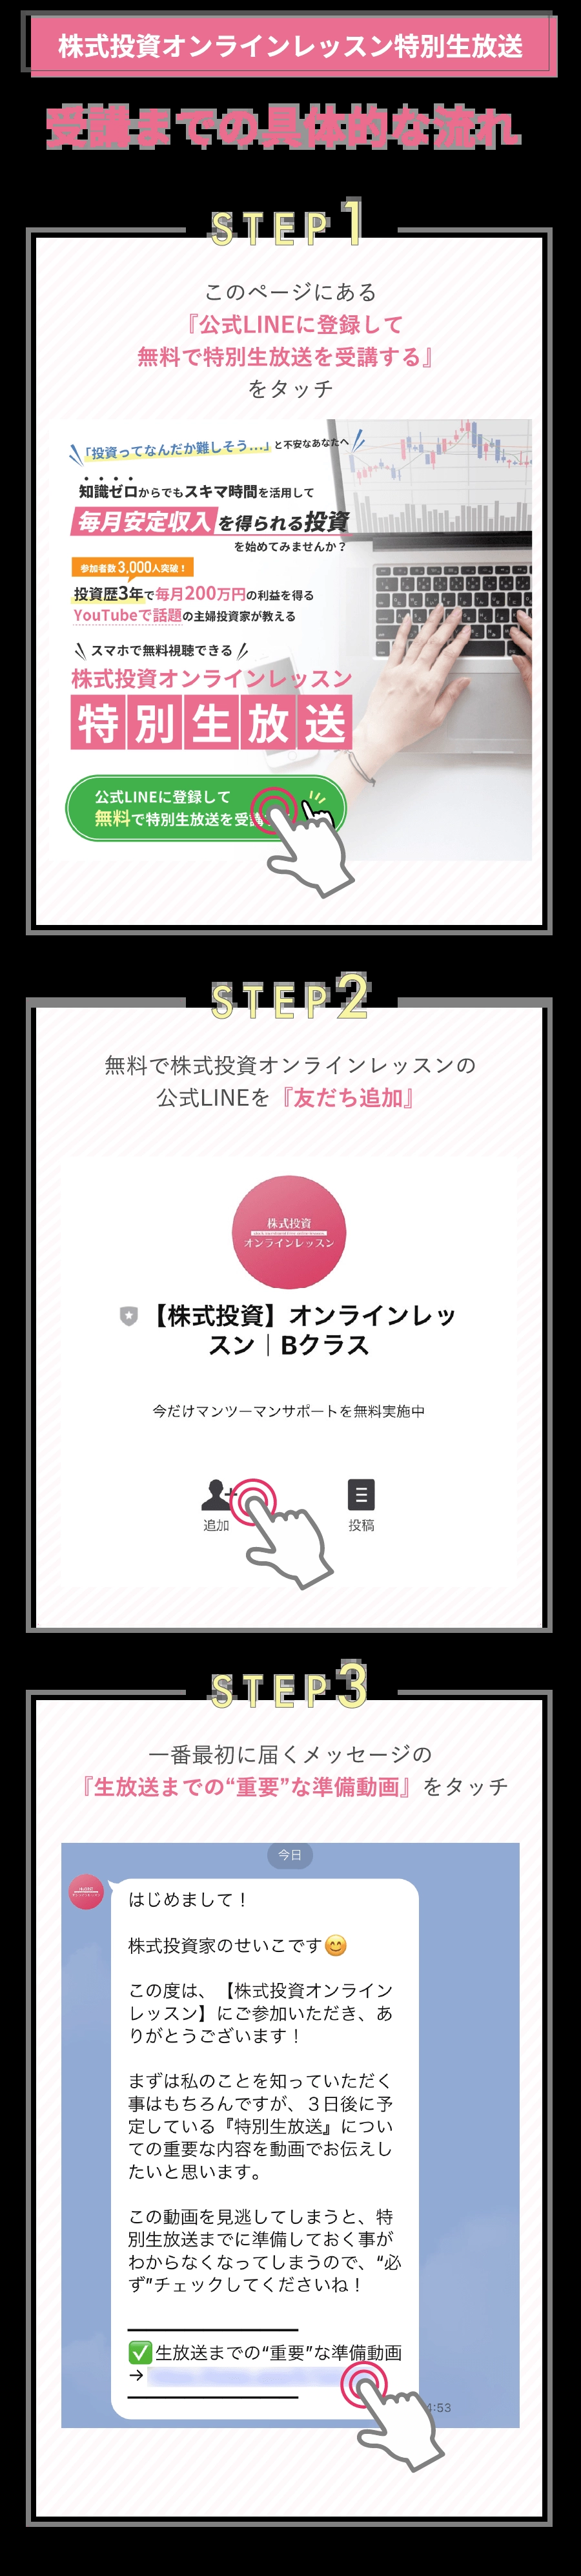 株式投資オンラインレッスン特別生放送
受講までの具体的な流れ
STEP1
このページにある
『公式LINEに登録して
無料で特別生放送を受講する』
をタッチ
「投資ってなんだか難しそう…」と不安なあなたへ
知識ゼロからでもスキマ時間を活用して
毎月安定収入を得られる投資
を始めてみませんか？
参加者数3,000人突破！
投資歴3年で毎月200万円の利益を得る
YouTubeで話題の主婦投資家が教える
スマホで無料視聴できる
株式投資オンラインレッスン
特別生放送
公式LINEに登録して
無料で特別生放送を受講
STEP2
無料で株式投資オンラインレッスンの
公式LINEを『友だち追加』
株式投資
オンラインレッスン
【株式投資】オンラインレッ
スン｜Bクラス
今だけマンツーマンサポートを無料実施中
追加
投稿
STEP3
一番最初に届くメッセージの
『生放送までの“重要”な準備動画』をタッチ
今日
はじめまして！
株式投資家のせいこです😊
この度は、【株式投資オンライン
レッスン】にご参加いただき、あ
りがとうございます！
まずは私のことを知っていただく
事はもちろんですが、３日後に予
定している『特別生放送』につい
ての重要な内容を動画でお伝えし
たいと思います。
この動画を見逃してしまうと、特
別生放送までに準備しておく事が
わからなくなってしまうので、“必
ず”チェックしてくださいね！
✅生放送までの“重要”な準備動画
→
:53